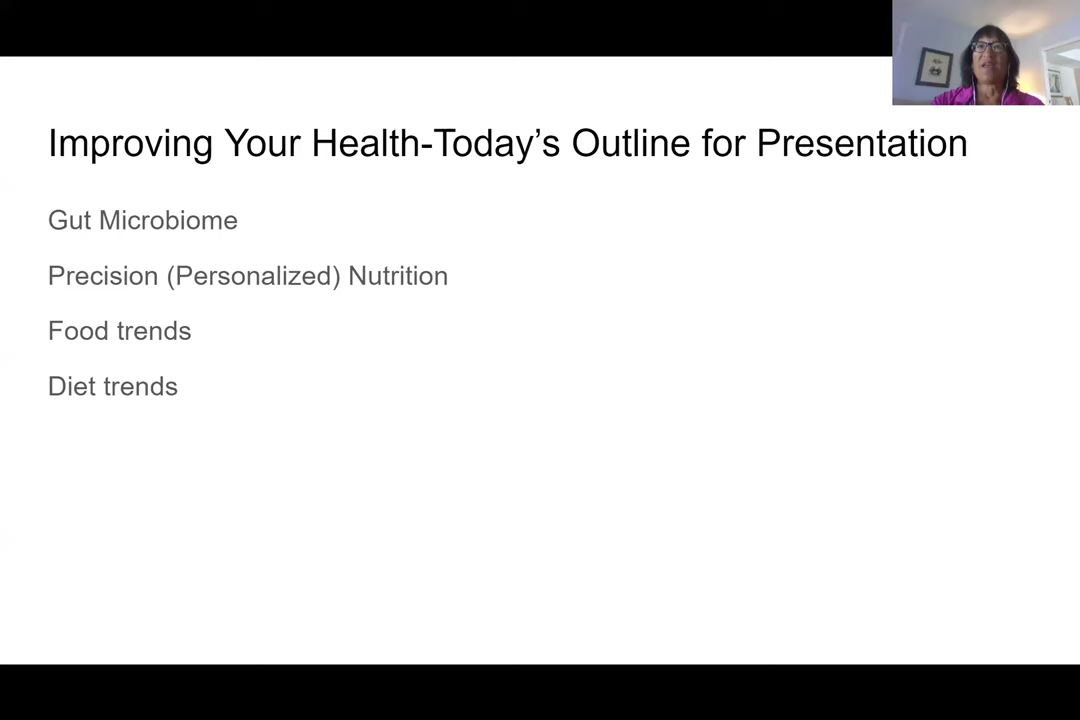 Improving Your Health-Today’s Outline for Presentation
Gut Microbiome
Precision (Personalized) Nutrition
Food trends
Diet trends